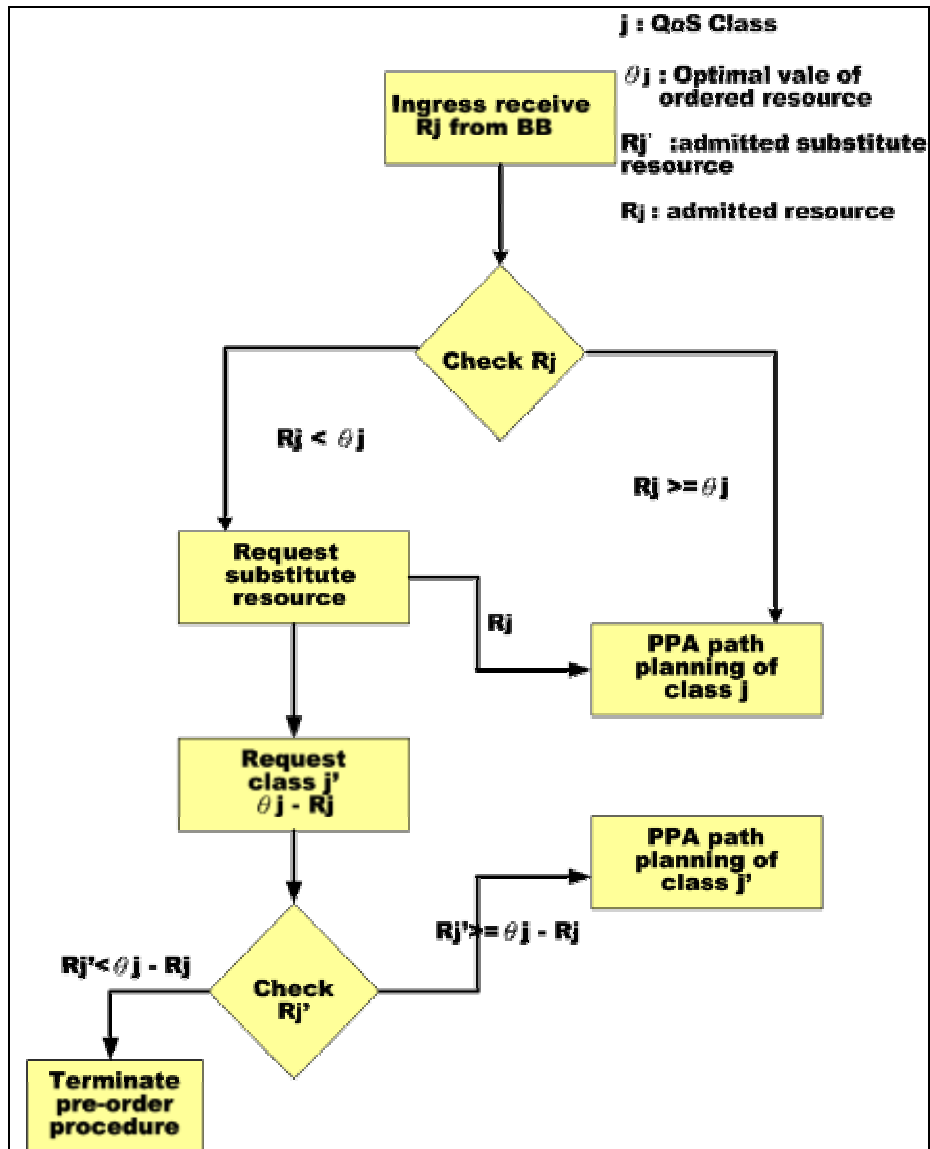 j : QoS Class
θj : Optimal vale of
ordered resource
Rj' :admitted substitute
resource
Rj : admitted resource
Ingress receive
Rj from BB
Check Rj
Rj < θj
Rj >= θj
Request
substitute
resource
Rj
PPA path
planning of
class j
Request
class j'
θj - Rj
PPA path
planning of
class j'
Rj'>= θj - Rj
Rj'< θj - Rj
Check
Rj'
Terminate
pre-order
procedure